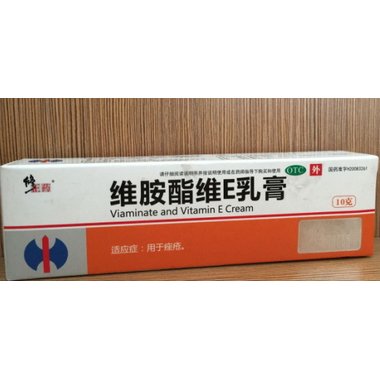 修正药
请仔细阅读说明书并按说明使用或在药师指导下购买和使用
OTC
外
国药准字H20083261
维胺酯维E乳膏
Viaminate and Vitamin E Cream
10克
适应症:用于痤疮。